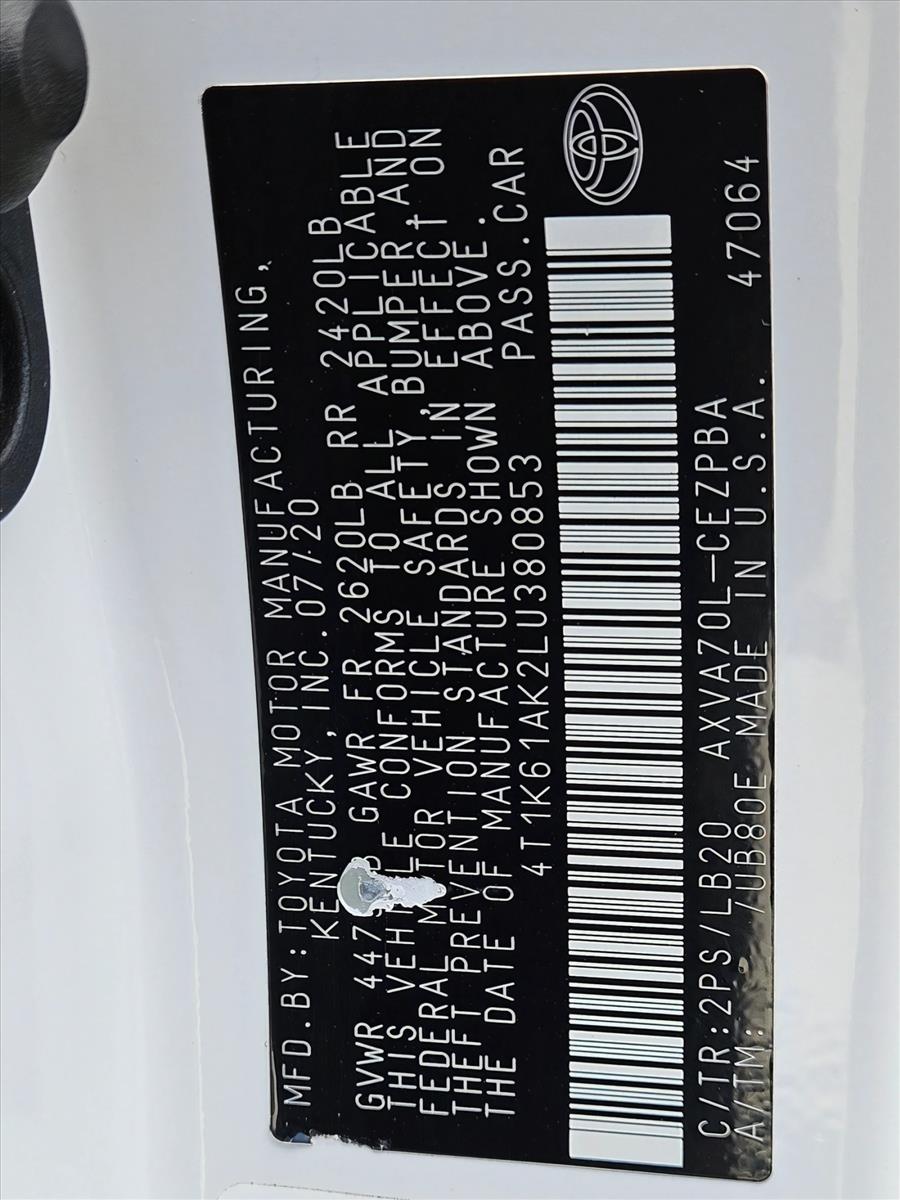 MFD.BY:TOYOTA MOTOR MANUFACTURING,
KENTUCKY, INC.07/20
GVWR 447 GAWR FR 2620LB RR 2420LB
THIS CONFORMS TO ALL APPLICABLE
FEDERAL VEHICLE SAFETY, BUMPER, AND
THEFT PREVENTION STANDARDS IN EFFECT ON
THE DATE OF MANUFACTURE SHOWN ABOVE.
4T1K61AK2LU380853 PASS.CAR
C/TR:2PS/LB20 AXVA70L-CEZPBA
A/TM: /UB80E MADE IN U.S.A. 47064